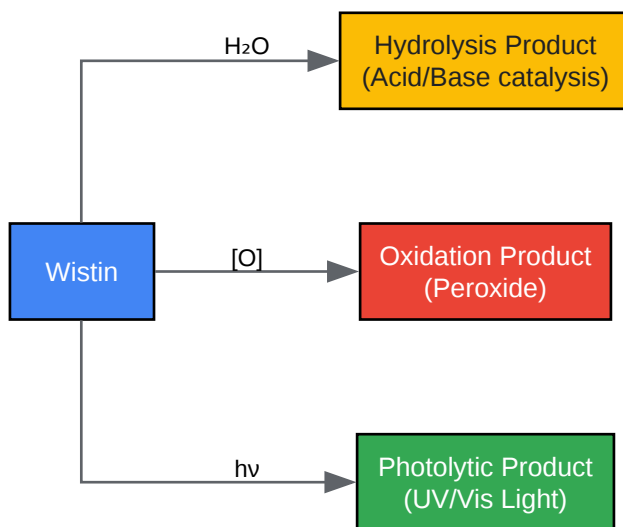 H₂O
Hydrolysis Product
(Acid/Base catalysis)
Wistin
[O]
Oxidation Product
(Peroxide)
hν
Photolytic Product
(UV/Vis Light)